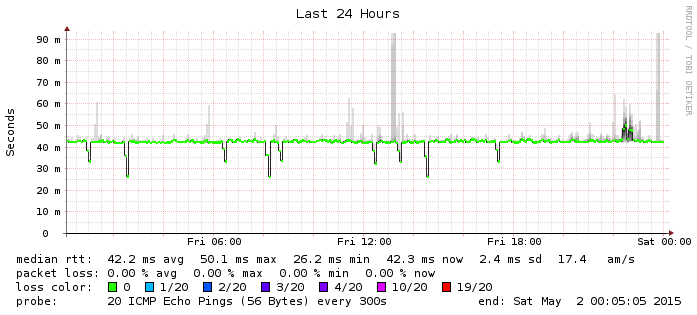 Last 24 Hours
RRDTOOL / TOBI OETIKER
Seconds
90 m
80 m
70 m
60 m
50 m
40 m
30 m
20 m
10 m
0
Fri 06:00 Fri 12:00 Fri 18:00 Sat 00:00
median rtt: 42.2 ms avg 50.1 ms max 26.2 ms min 42.3 ms now 2.4 ms sd 17.4 am/s
packet loss: 0.00 % avg 0.00 % max 0.00 % min 0.00 % now
loss color: 0 1/20 2/20 3/20 4/20 10/20 19/20
probe: 20 ICMP Echo Pings (56 Bytes) every 300s end: Sat May 2 00:05:05 2015